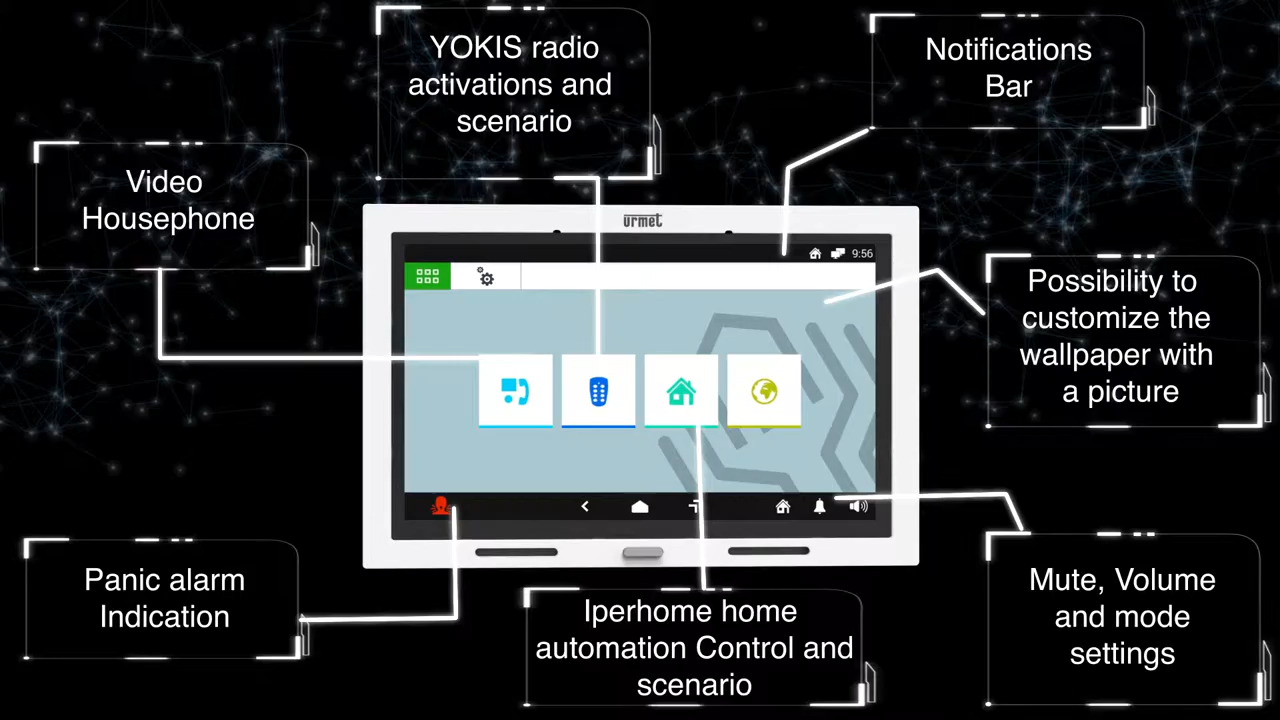 YOKIS radio
activations and
scenario
Notifications
Bar
Video
Housephone
urmet
9:56
Possibility to
customize the
wallpaper with
a picture
Panic alarm
Indication
Iperhome home
automation Control and
scenario
Mute, Volume
and mode
settings